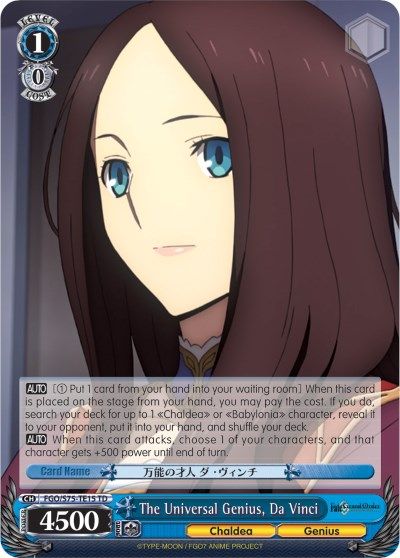 LEVEL
1
0
COST
AUTO [① Put 1 card from your hand into your waiting room] When this card
is placed on the stage from your hand, you may pay the cost. If you do,
search your deck for up to 1 «Chaldea» or «Babylonia» character, reveal it
to your opponent, put it into your hand, and shuffle your deck.
AUTO When this card attacks, choose 1 of your characters, and that
character gets +500 power until end of turn.
Card Name 万能の才人 ダ・ヴィンチ
CH FGO/S75-TE15 TD
4500
The Universal Genius, Da Vinci
Chaldea Genius
©TYPE-MOON / FGO7 ANIME PROJECT